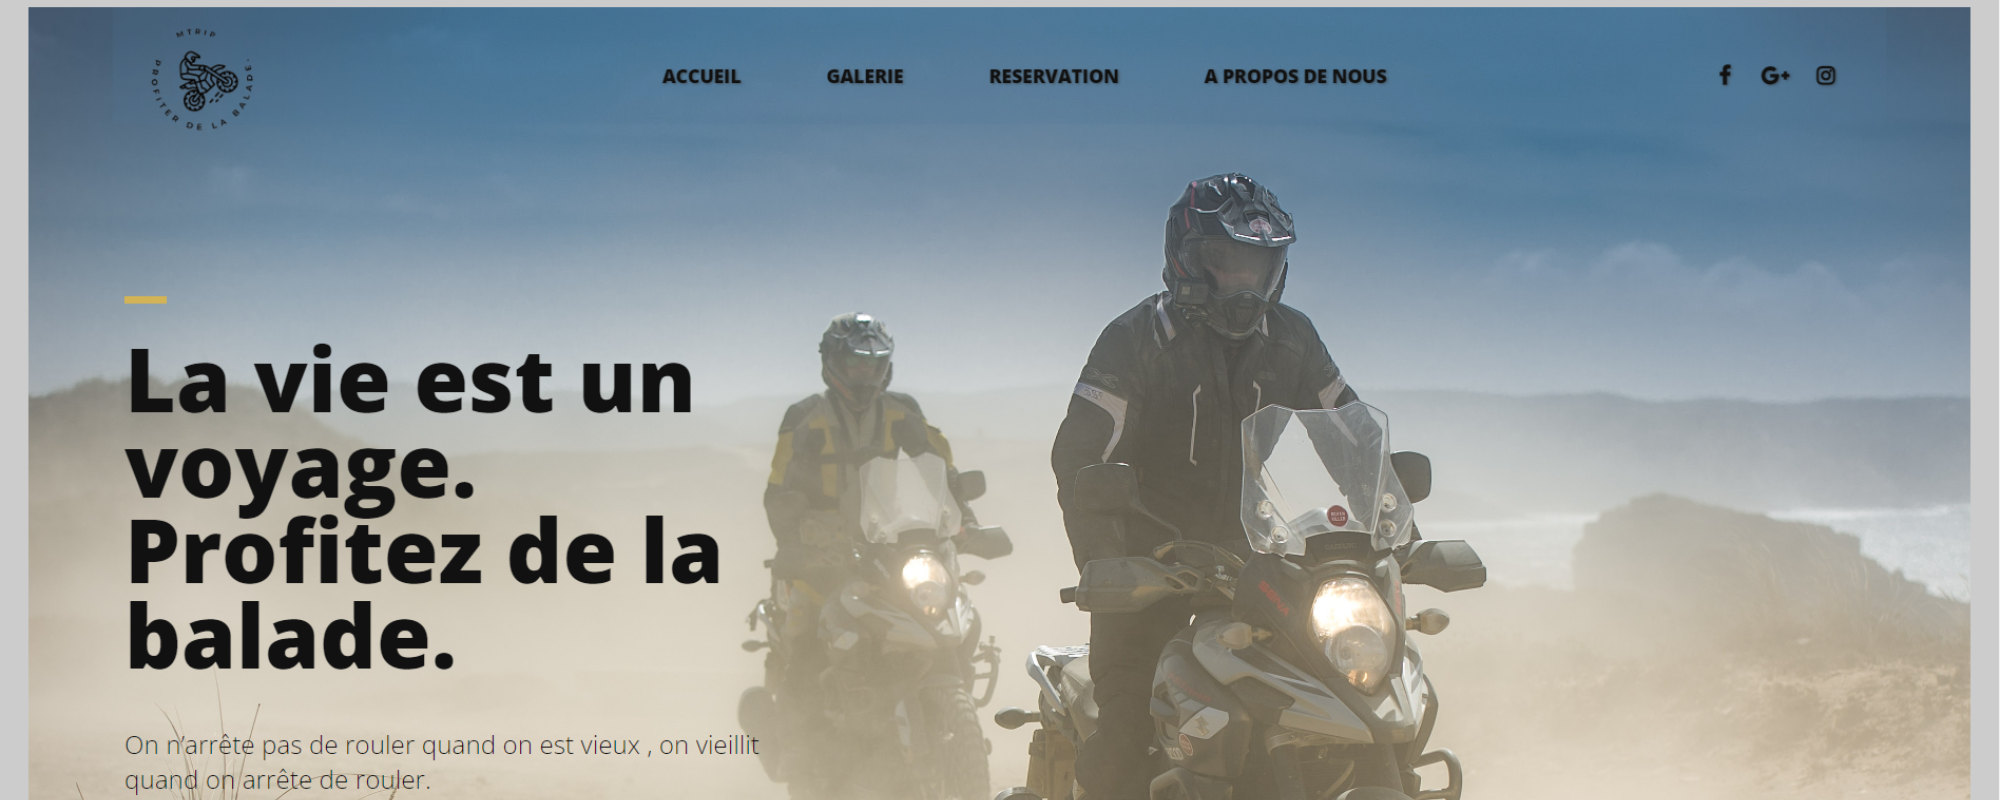 MTRIP
PROFITER DE LA BALADE.
ACCUEIL
GALERIE
RESERVATION
A PROPOS DE NOUS
La vie est un
voyage.
Profitez de la
balade.
On n'arrête pas de rouler quand on est vieux , on vieillit
quand on arrête de rouler.